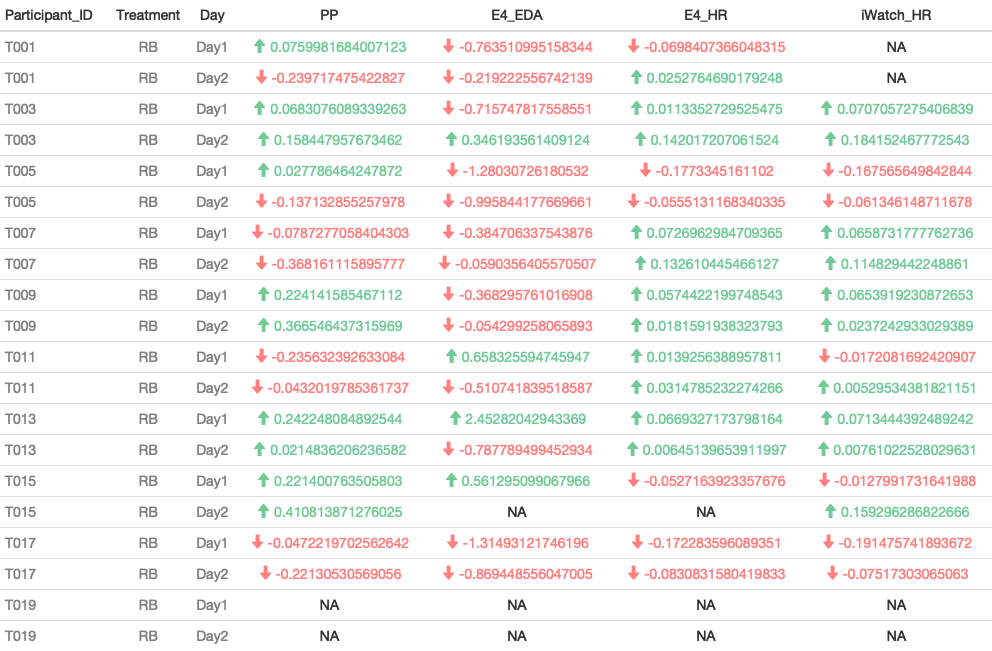 Participant_ID Treatment Day PP E4_EDA E4_HR iWatch_HR
T001 RB Day1 0.0759981684007123 -0.763510995158344 -0.0698407366048315 NA
T001 RB Day2 -0.239717475422827 -0.219222556742139 0.0252764690179248 NA
T003 RB Day1 0.0683076089339263 -0.715747817558551 0.0113352729525475 0.0707057275406839
T003 RB Day2 0.158447957673462 0.346193561409124 0.142017207061524 0.184152467772543
T005 RB Day1 0.027786464247872 -1.28030726180532 -0.1773345161102 -0.167565649842844
T005 RB Day2 -0.137132855257978 -0.995844177669661 -0.0555131168340335 -0.061346148711678
T007 RB Day1 -0.0787277058404303 -0.384706337543876 0.0726962984709365 0.0658731777762736
T007 RB Day2 -0.368161115895777 -0.0590356405570507 0.132610445466127 0.114829442248861
T009 RB Day1 0.224141585467112 -0.368295761016908 0.0574422199748543 0.0653919230872653
T009 RB Day2 0.366546437315969 -0.054299258065893 0.0181591938323793 0.0237242933029389
T011 RB Day1 -0.235632392633084 0.658325594745947 0.0139256388957811 -0.0172081692420907
T011 RB Day2 -0.0432019785361737 -0.510741839518587 0.0314785232274266 0.00529534381821151
T013 RB Day1 0.242248084892544 2.45282042943369 0.0669327173798164 0.0713444392489242
T013 RB Day2 0.0214836206236582 -0.787789499452934 0.00645139653911997 0.00761022528029631
T015 RB Day1 0.221400763505803 0.561295099067966 -0.0527163923357676 -0.0127991731641988
T015 RB Day2 0.410813871276025 NA NA 0.159296286822666
T017 RB Day1 -0.0472219702562642 -1.31493121746196 -0.172283596089351 -0.191475741893672
T017 RB Day2 -0.22130530569056 -0.869448556047005 -0.0830831580419833 -0.07517303065063
T019 RB Day1 NA NA NA NA
T019 RB Day2 NA NA NA NA